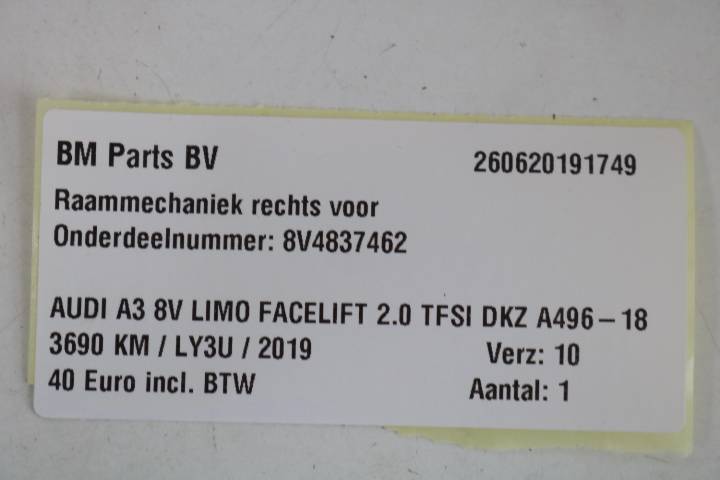 BM Parts BV 260620191749
Raammechaniek rechts voor
Onderdeelnummer: 8V4837462
AUDI A3 8V LIMO FACELIFT 2.0 TFSI DKZ A496-18
3690 KM / LY3U / 2019 Verz: 10
40 Euro incl. BTW Aantal: 1